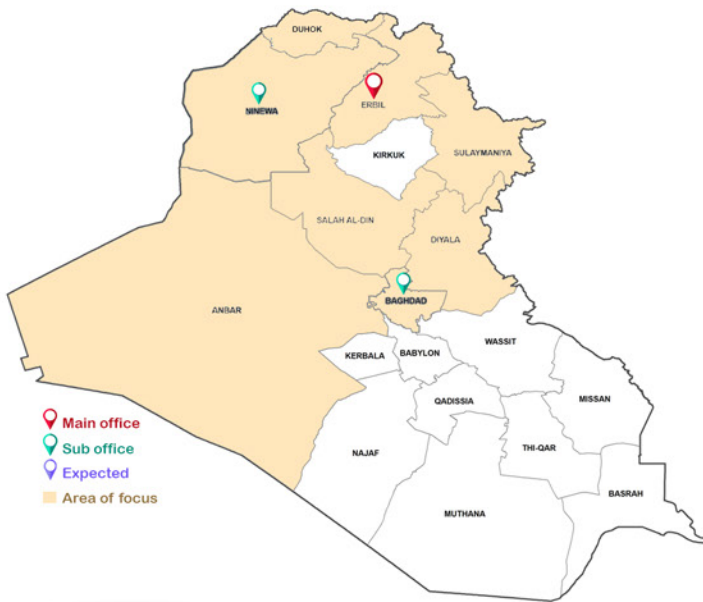 DUHOK
NINEWA
ERBIL
KIRKUK
SULAYMANIYA
SALAH AL-DIN
DIYALA
ANBAR
BAGHDAD
WASSIT
KERBALA
BABYLON
QADISSIA
MISSAN
NAJAF
THI-QAR
BASRAH
MUTHANA
Main office
Sub office
Expected
Area of focus